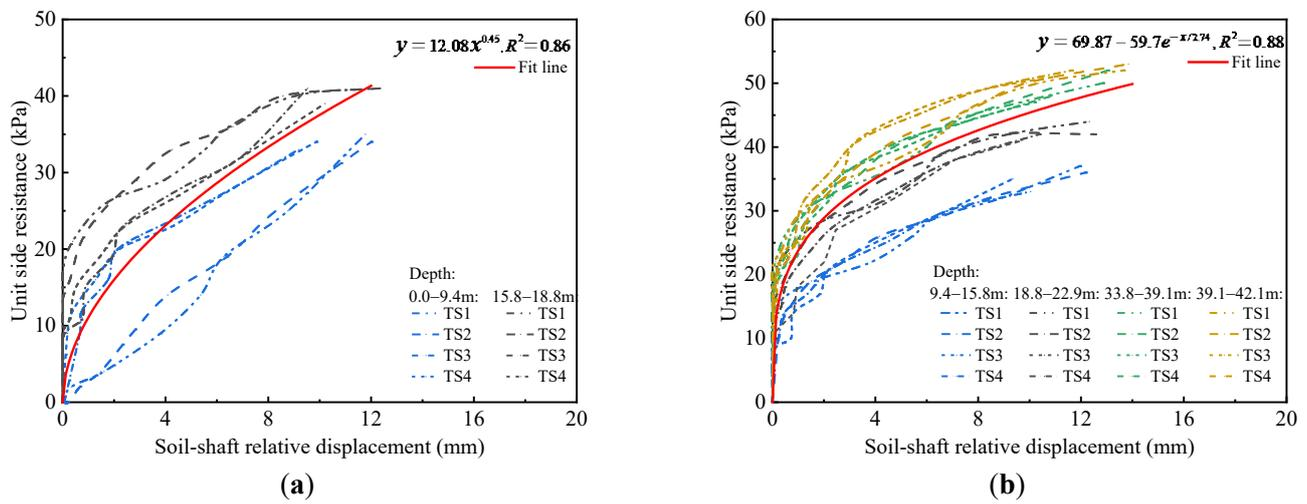 50
40
30
20
10
0
Unit side resistance (kPa)
y = 12.08x^0.45, R^2=0.86
Fit line
Depth:
0.0–9.4m: 15.8–18.8m:
TS1 TS1
TS2 TS2
TS3 TS3
TS4 TS4
0 4 8 12 16 20
Soil-shaft relative displacement (mm)
(a)
60
50
40
30
20
10
0
Unit side resistance (kPa)
y = 69.87 – 59.7e^–x/2.74, R^2=0.88
Fit line
Depth:
9.4–15.8m: 18.8–22.9m: 33.8–39.1m: 39.1–42.1m:
TS1 TS1 TS1 TS1
TS2 TS2 TS2 TS2
TS3 TS3 TS3 TS3
TS4 TS4 TS4 TS4
0 4 8 12 16 20
Soil-shaft relative displacement (mm)
(b)